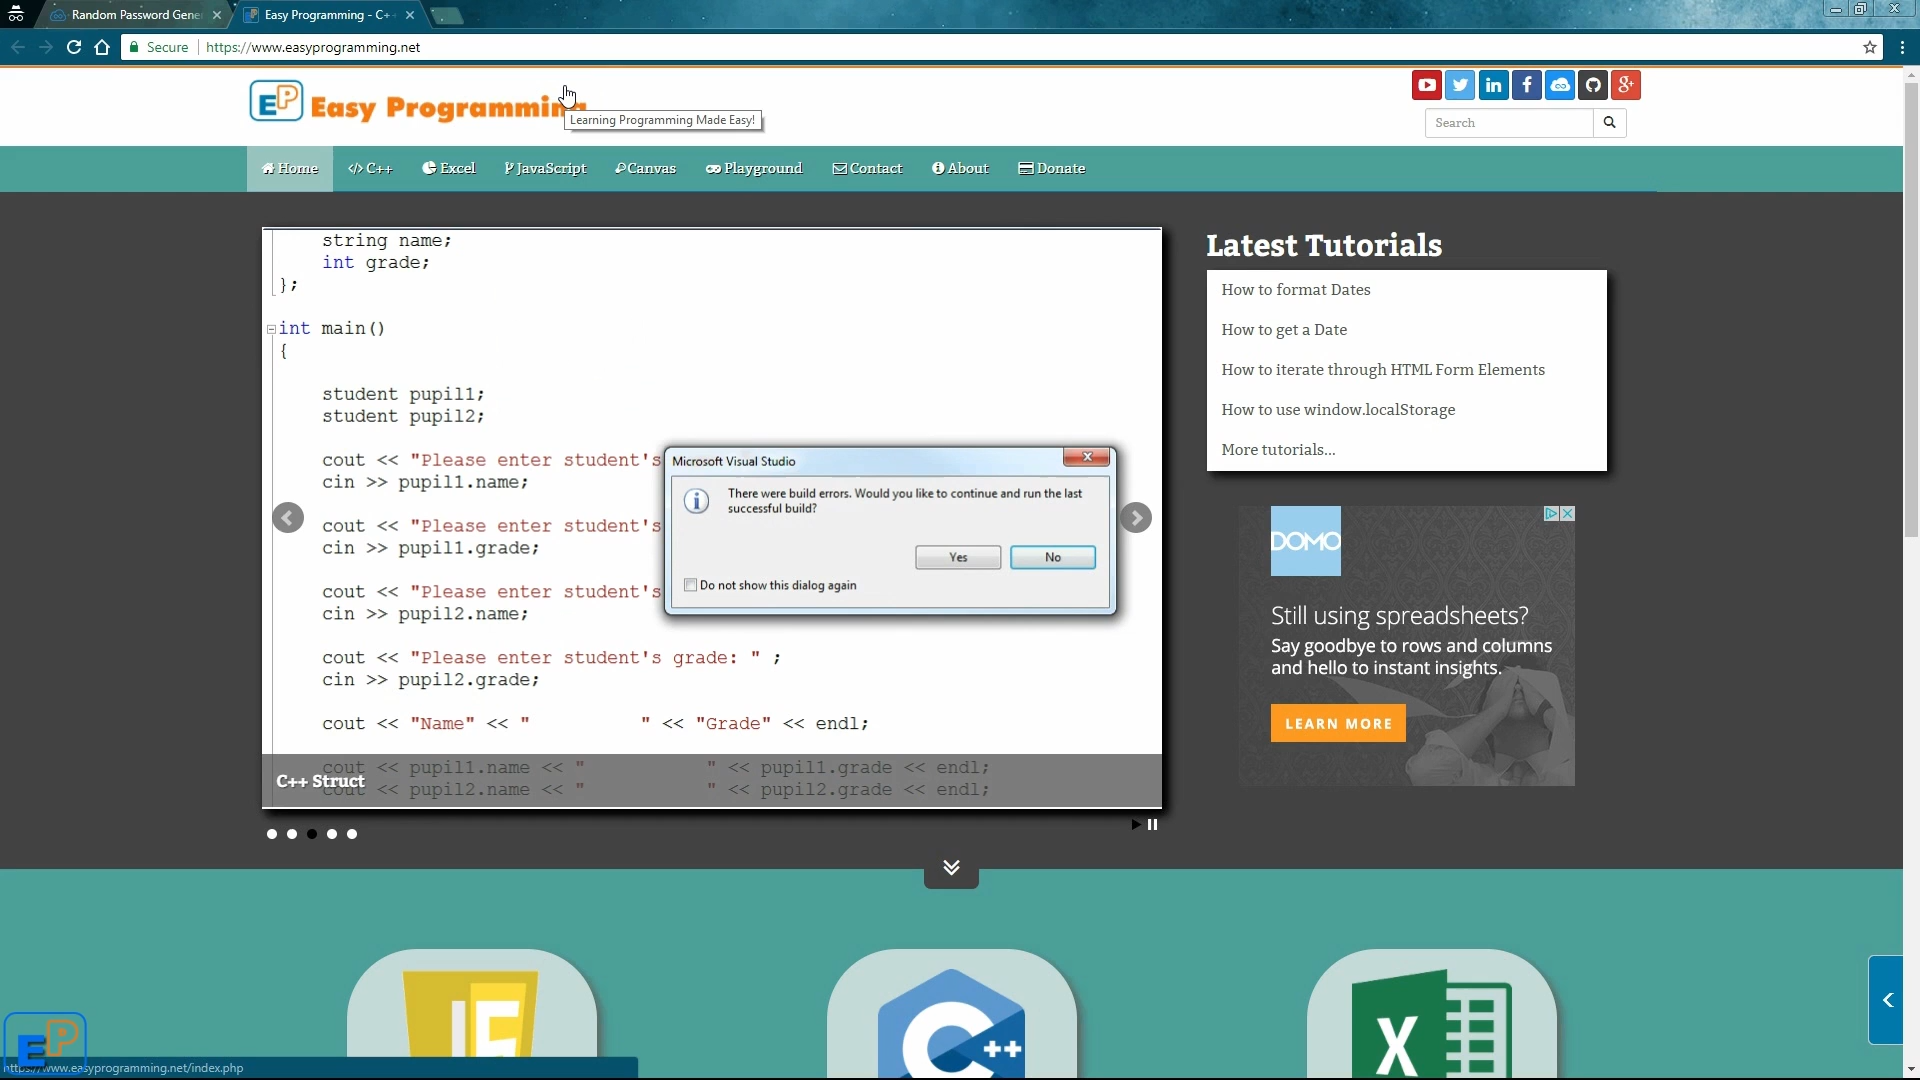 Random Password Gene
Easy Programming - C+
Secure
https://www.easyprogramming.net
EP Easy Programming
Learning Programming Made Easy!
Search
Home
C++
Excel
JavaScript
Canvas
Playground
Contact
About
Donate
string name;
int grade;
};
int main()
{
student pupil1;
student pupil2;
cout << "Please enter student's
cin >> pupil1.name;
cout << "Please enter student's
cin >> pupil1.grade;
cout << "Please enter student's
cin >> pupil2.name;
cout << "Please enter student's grade: " ;
cin >> pupil2.grade;
cout << "Name" << " " << "Grade" << endl;
cout << pupil1.name << " " << pupil1.grade << endl;
cout << pupil2.name << " " << pupil2.grade << endl;
C++ Struct
Microsoft Visual Studio
There were build errors. Would you like to continue and run the last
successful build?
Yes
No
Do not show this dialog again
Latest Tutorials
How to format Dates
How to get a Date
How to iterate through HTML Form Elements
How to use window.localStorage
More tutorials...
DOMO
Still using spreadsheets?
Say goodbye to rows and columns
and hello to instant insights.
LEARN MORE
C++
X
EP
https://www.easyprogramming.net/index.php